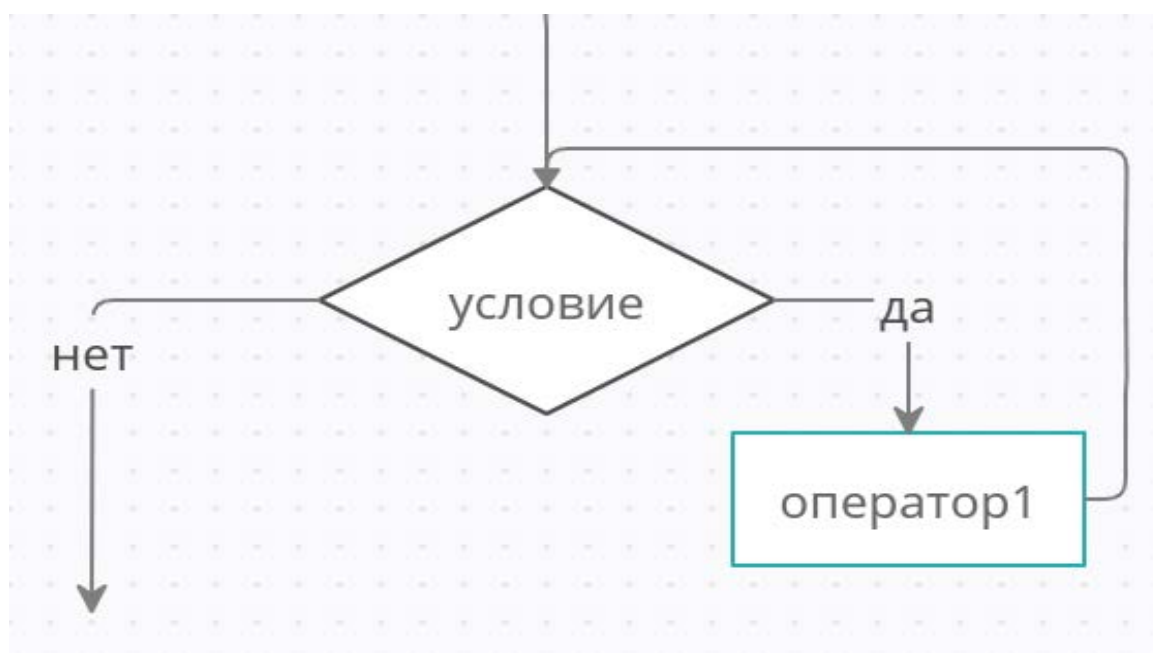 условие
да
нет
оператор1